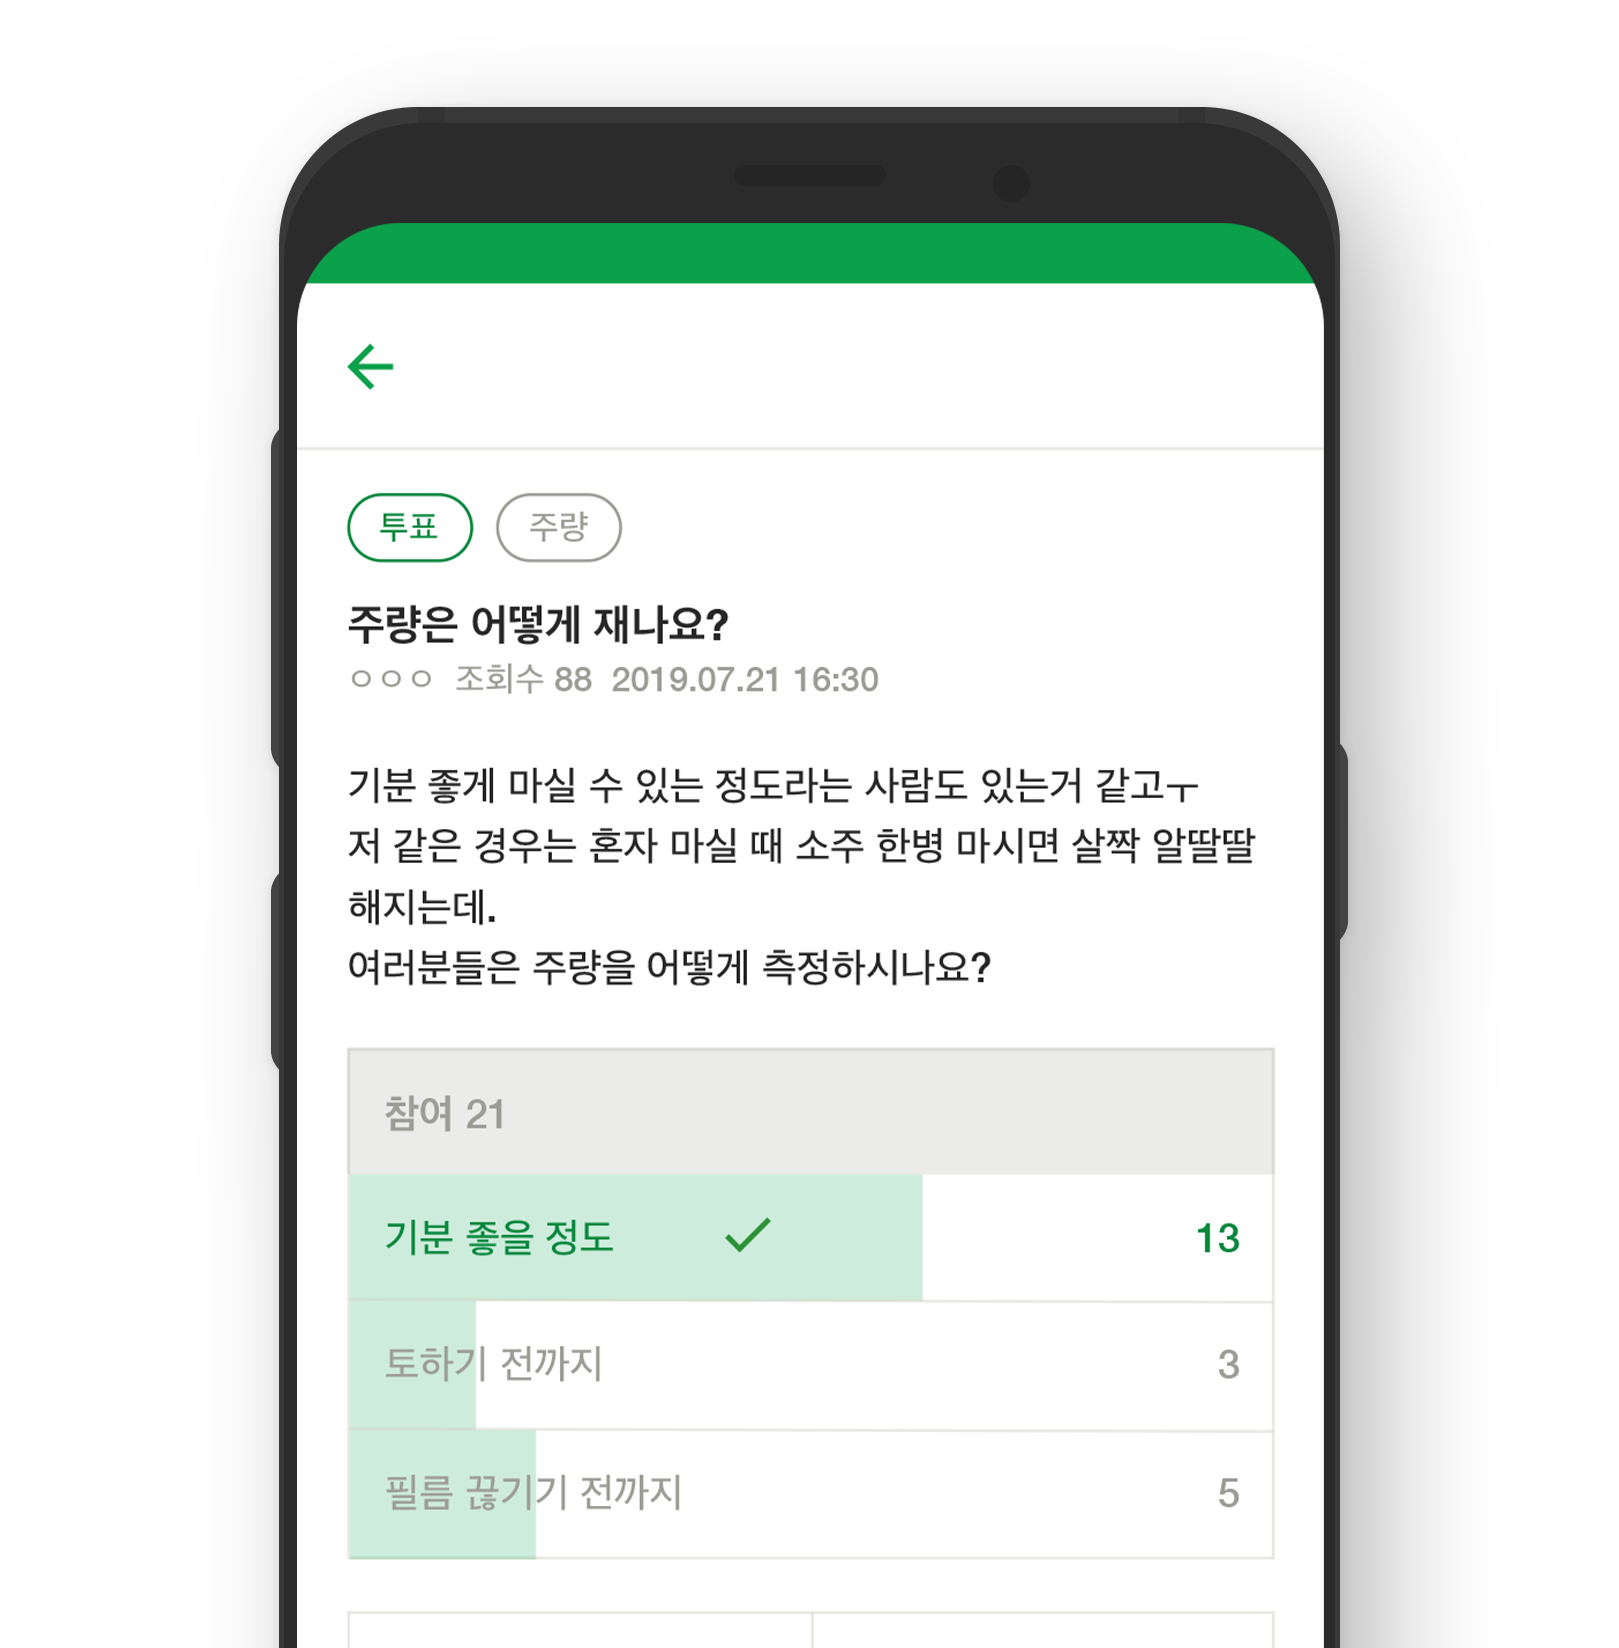 투표 주량
주량은 어떻게 재나요?
ㅇㅇㅇ 조회수 88 2019.07.21 16:30
기분 좋게 마실 수 있는 정도라는 사람도 있는거 같고ㅜ
저 같은 경우는 혼자 마실 때 소주 한병 마시면 살짝 알딸딸
해지는데.
여러분들은 주량을 어떻게 측정하시나요?
참여 21
기분 좋을 정도 13
토하기 전까지 3
필름 끊기기 전까지 5